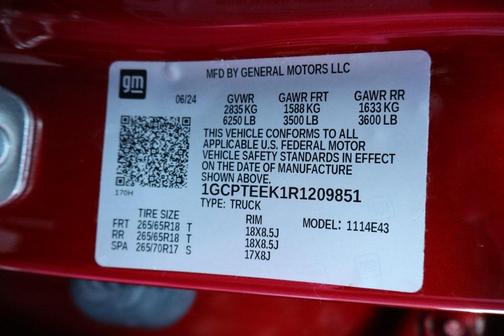 gm
MFD BY GENERAL MOTORS LLC
06/24 GVWR GAWR FRT GAWR RR
2835 KG 1588 KG 1633 KG
6250 LB 3500 LB 3600 LB
THIS VEHICLE CONFORMS TO ALL
APPLICABLE U.S. FEDERAL MOTOR
VEHICLE SAFETY STANDARDS IN EFFECT
ON THE DATE OF MANUFACTURE
SHOWN ABOVE.
170H
1GCPTEEK1R1209851
TYPE: TRUCK
TIRE SIZE RIM MODEL: 1114E43
FRT 265/65R18 T 18X8.5J
RR 265/65R18 T 18X8.5J
SPA 265/70R17 S 17X8J